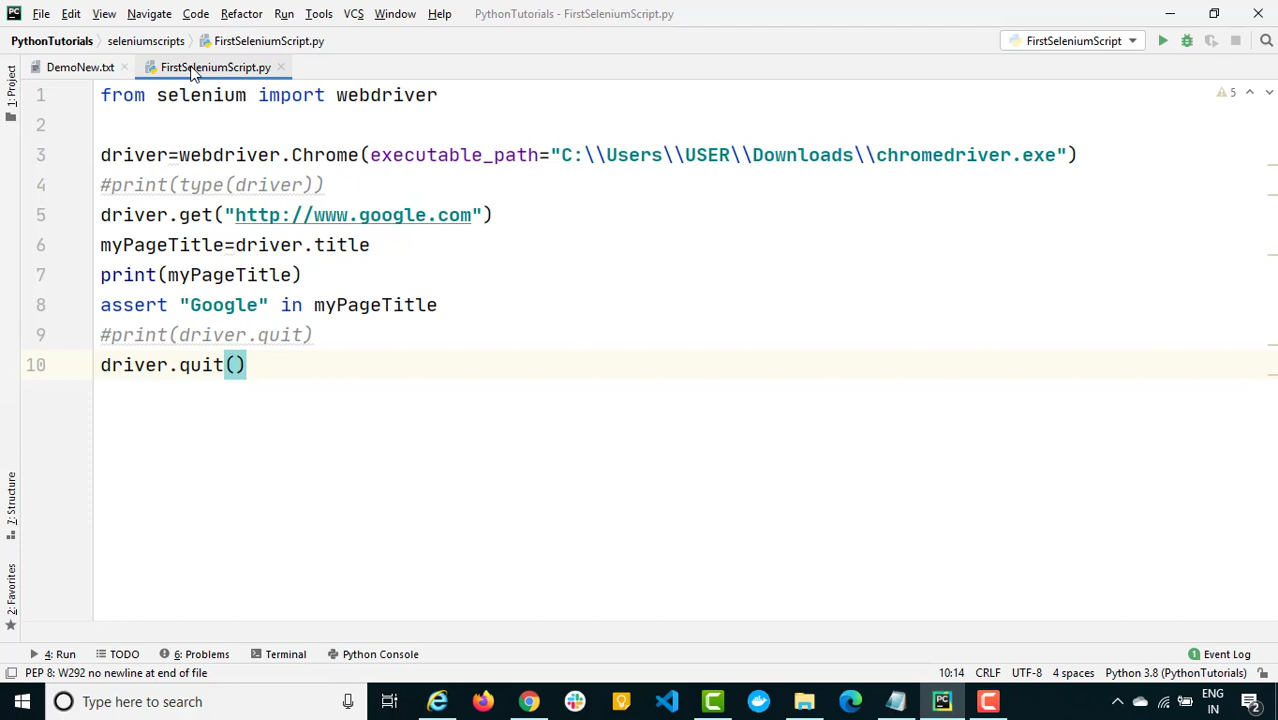 File Edit View Navigate Code Refactor Run Tools VCS Window Help PythonTutorials - FirstSeleniumScript.py
PythonTutorials seleniumscripts FirstSeleniumScript.py FirstSeleniumScript
DemoNew.txt FirstSeleniumScript.py
1: Project
1 from selenium import webdriver 5
2
3 driver=webdriver.Chrome(executable_path="C:\\Users\\USER\\Downloads\\chromedriver.exe")
4 #print(type(driver))
5 driver.get("http://www.google.com")
6 myPageTitle=driver.title
7 print(myPageTitle)
8 assert "Google" in myPageTitle
9 #print(driver.quit)
10 driver.quit()
7: Structure
2: Favorites
4: Run TODO 6: Problems Terminal Python Console 1 Event Log
PEP 8: W292 no newline at end of file 10:14 CRLF UTF-8 4 spaces Python 3.8 (PythonTutorials)
Type here to search ENG
IN 2